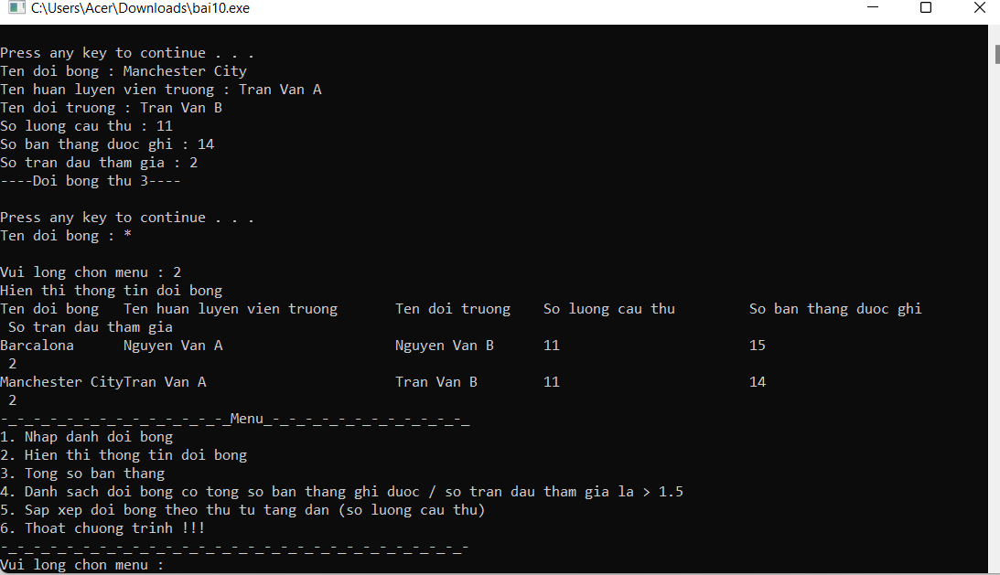 C:\Users\Acer\Downloads\bai10.exe
Press any key to continue . . .
Ten doi bong : Manchester City
Ten huan luyen vien truong : Tran Van A
Ten doi truong : Tran Van B
So luong cau thu : 11
So ban thang duoc ghi : 14
So tran dau tham gia : 2
----Doi bong thu 3----
Press any key to continue . . .
Ten doi bong : *
Vui long chon menu : 2
Hien thi thong tin doi bong
Ten doi bong   Ten huan luyen vien truong       Ten doi truong    So luong cau thu         So ban thang duoc ghi
 So tran dau tham gia
Barcalona      Nguyen Van A                     Nguyen Van B      11                       15
 2
Manchester CityTran Van A                       Tran Van B        11                       14
 2
-_-_-_-_-_-_-_-_-_-_-_-_-_-_Menu_-_-_-_-_-_-_-_-_-_-_-_-_
1. Nhap danh doi bong
2. Hien thi thong tin doi bong
3. Tong so ban thang
4. Danh sach doi bong co tong so ban thang ghi duoc / so tran dau tham gia la > 1.5
5. Sap xep doi bong theo thu tu tang dan (so luong cau thu)
6. Thoat chuong trinh !!!
-_-_-_-_-_-_-_-_-_-_-_-_-_-_-_-_-_-_-_-_-_-_-_-_-_-_-_-_-
Vui long chon menu :